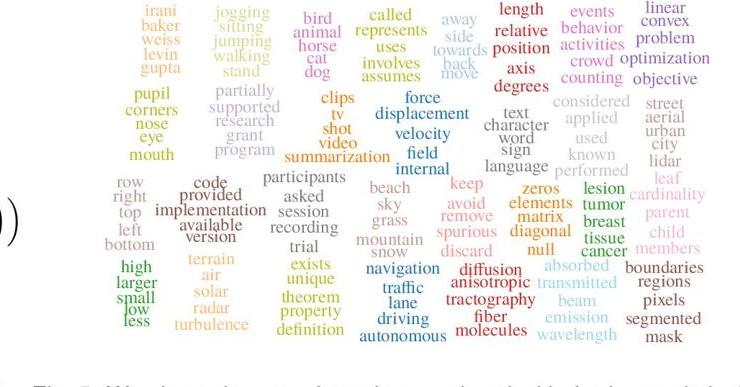 irani
baker
weiss
levin
gupta
jogging
sitting
jumping
walking
stand
bird
animal
horse
cat
dog
called
represents
uses
involves
assumes
away
side
towards
back
move
length
relative
position
axis
degrees
events
behavior
activities
crowd
counting
linear
convex
problem
optimization
objective
pupil
corners
nose
eye
mouth
partially
supported
research
grant
program
clips
tv
shot
video
summarization
force
displacement
velocity
field
internal
text
character
word
sign
language
considered
applied
used
known
performed
street
aerial
urban
city
lidar
row
right
top
left
bottom
code
provided
implementation
available
version
participants
asked
session
recording
trial
beach
sky
grass
mountain
snow
keep
avoid
remove
spurious
discard
zeros
elements
matrix
diagonal
null
lesion
tumor
breast
tissue
cancer
leaf
cardinality
parent
child
members
high
larger
small
low
less
terrain
air
solar
radar
turbulence
exists
unique
theorem
property
definition
navigation
traffic
lane
driving
autonomous
diffusion
anisotropic
tractography
fiber
molecules
absorbed
transmitted
beam
emission
wavelength
boundaries
regions
pixels
segmented
mask